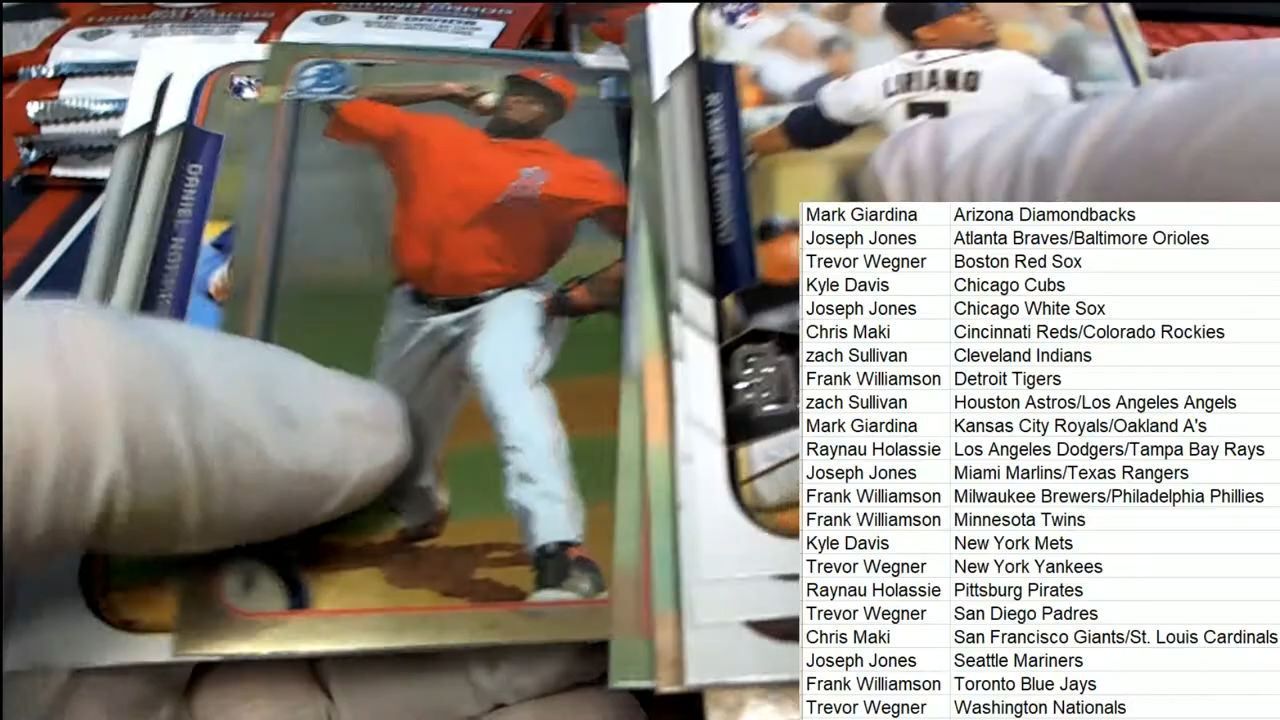 LIRIANO
DANIEL NORRIS
Mark Giardina Arizona Diamondbacks
Joseph Jones Atlanta Braves/Baltimore Orioles
Trevor Wegner Boston Red Sox
Kyle Davis Chicago Cubs
Joseph Jones Chicago White Sox
Chris Maki Cincinnati Reds/Colorado Rockies
zach Sullivan Cleveland Indians
Frank Williamson Detroit Tigers
zach Sullivan Houston Astros/Los Angeles Angels
Mark Giardina Kansas City Royals/Oakland A's
Raynau Holassie Los Angeles Dodgers/Tampa Bay Rays
Joseph Jones Miami Marlins/Texas Rangers
Frank Williamson Milwaukee Brewers/Philadelphia Phillies
Frank Williamson Minnesota Twins
Kyle Davis New York Mets
Trevor Wegner New York Yankees
Raynau Holassie Pittsburg Pirates
Trevor Wegner San Diego Padres
Chris Maki San Francisco Giants/St. Louis Cardinals
Joseph Jones Seattle Mariners
Frank Williamson Toronto Blue Jays
Trevor Wegner Washington Nationals